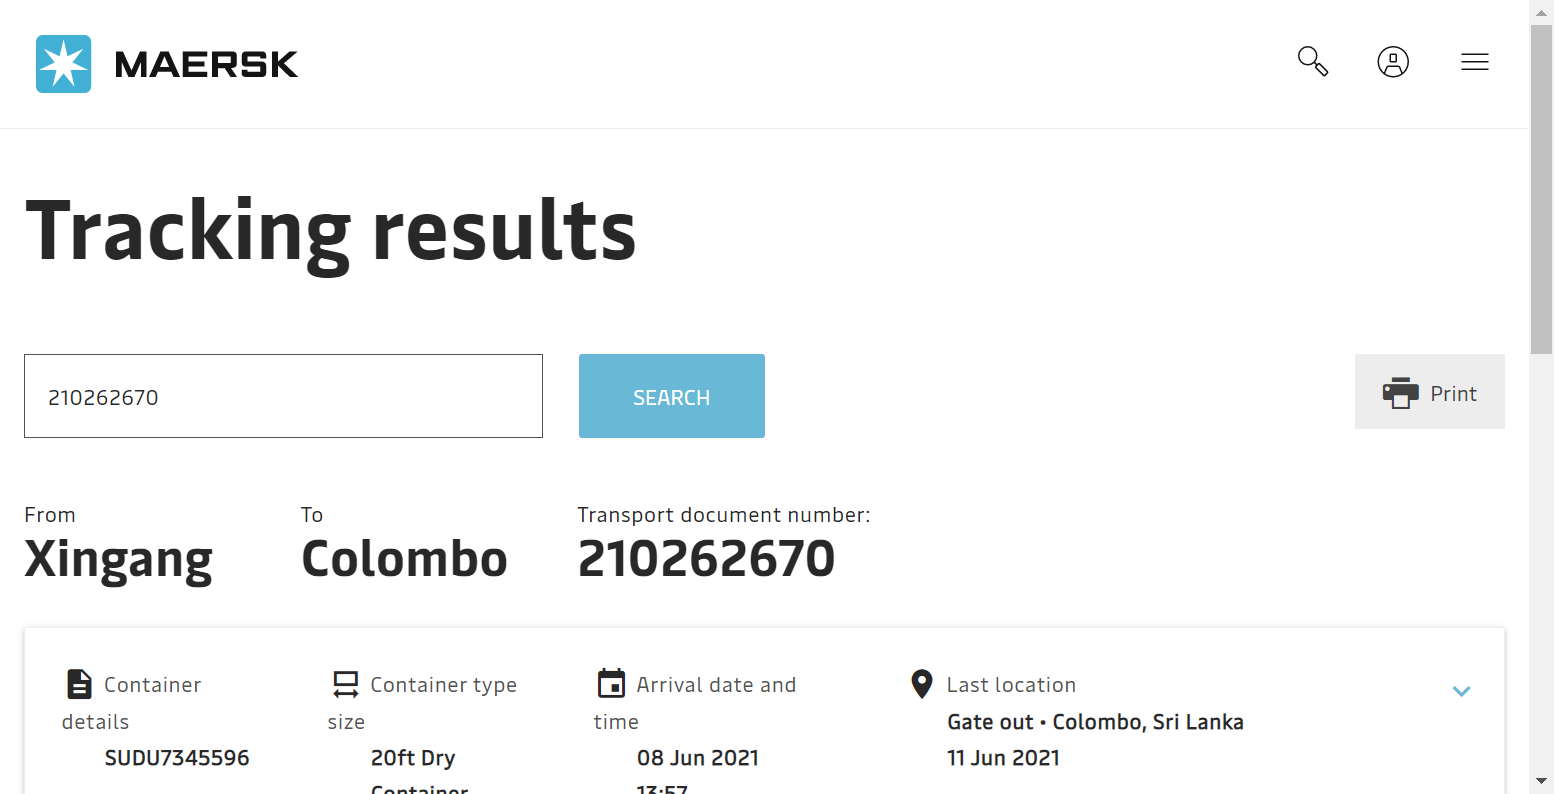 MAERSK
Tracking results
210262670
SEARCH
Print
From
To
Transport document number:
Xingang
Colombo
210262670
Container details
SUDU7345596
Container type size
20ft Dry
Container
Arrival date and time
08 Jun 2021
13:57
Last location
Gate out • Colombo, Sri Lanka
11 Jun 2021